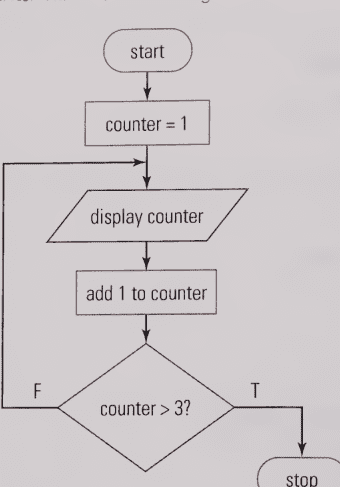 start
counter = 1
display counter
add 1 to counter
F
counter > 3?
T
stop